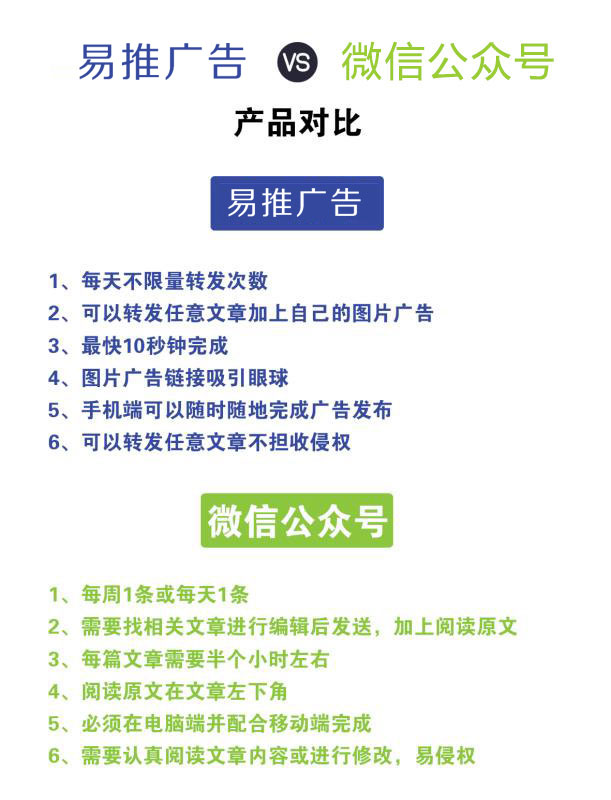 易推广告 VS 微信公众号
产品对比
易推广告
1、每天不限量转发次数
2、可以转发任意文章加上自己的图片广告
3、最快10秒钟完成
4、图片广告链接吸引眼球
5、手机端可以随时随地完成广告发布
6、可以转发任意文章不担收侵权
微信公众号
1、每周1条或每天1条
2、需要找相关文章进行编辑后发送，加上阅读原文
3、每篇文章需要半个小时左右
4、阅读原文在文章左下角
5、必须在电脑端并配合移动端完成
6、需要认真阅读文章内容或进行修改，易侵权